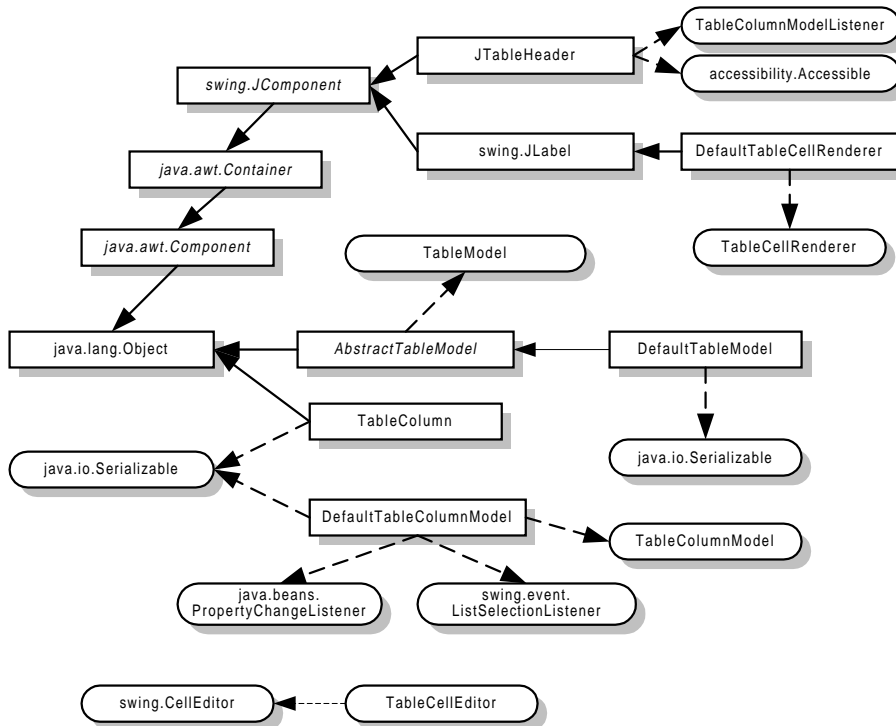 TableColumnModelListener
JTableHeader
accessibility.Accessible
swing.JComponent
swing.JLabel
DefaultTableCellRenderer
java.awt.Container
java.awt.Component
TableModel
TableCellRenderer
java.lang.Object
AbstractTableModel
DefaultTableModel
TableColumn
java.io.Serializable
java.io.Serializable
DefaultTableColumnModel
TableColumnModel
java.beans.
PropertyChangeListener
swing.event.
ListSelectionListener
swing.CellEditor
TableCellEditor